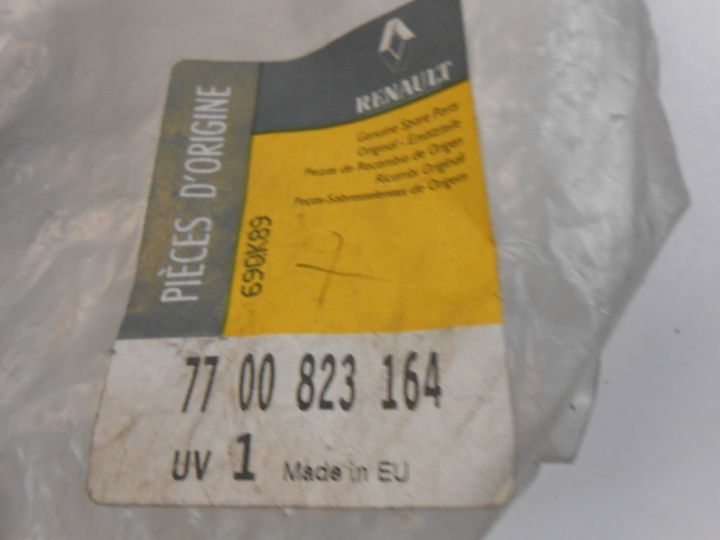 RENAULT
PIÈCES D'ORIGINE
Genuine Spare Parts
Original - Ersatzteile
Piezas de Recambio de Origen
Ricambi Originali
Peças-Sobresselentes de Origem
69DK89
77 00 823 164
UV 1 Made in EU